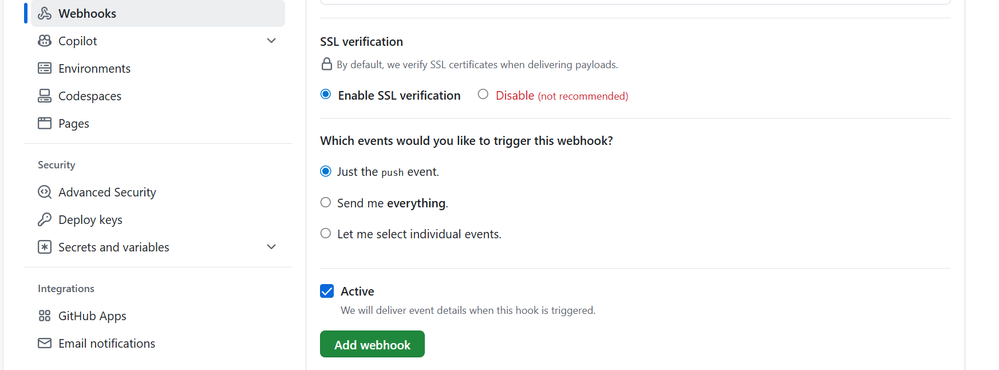 Webhooks
Copilot
Environments
Codespaces
Pages
Security
Advanced Security
Deploy keys
Secrets and variables
Integrations
GitHub Apps
Email notifications
SSL verification
By default, we verify SSL certificates when delivering payloads.
Enable SSL verification Disable (not recommended)
Which events would you like to trigger this webhook?
Just the push event.
Send me everything.
Let me select individual events.
Active
We will deliver event details when this hook is triggered.
Add webhook